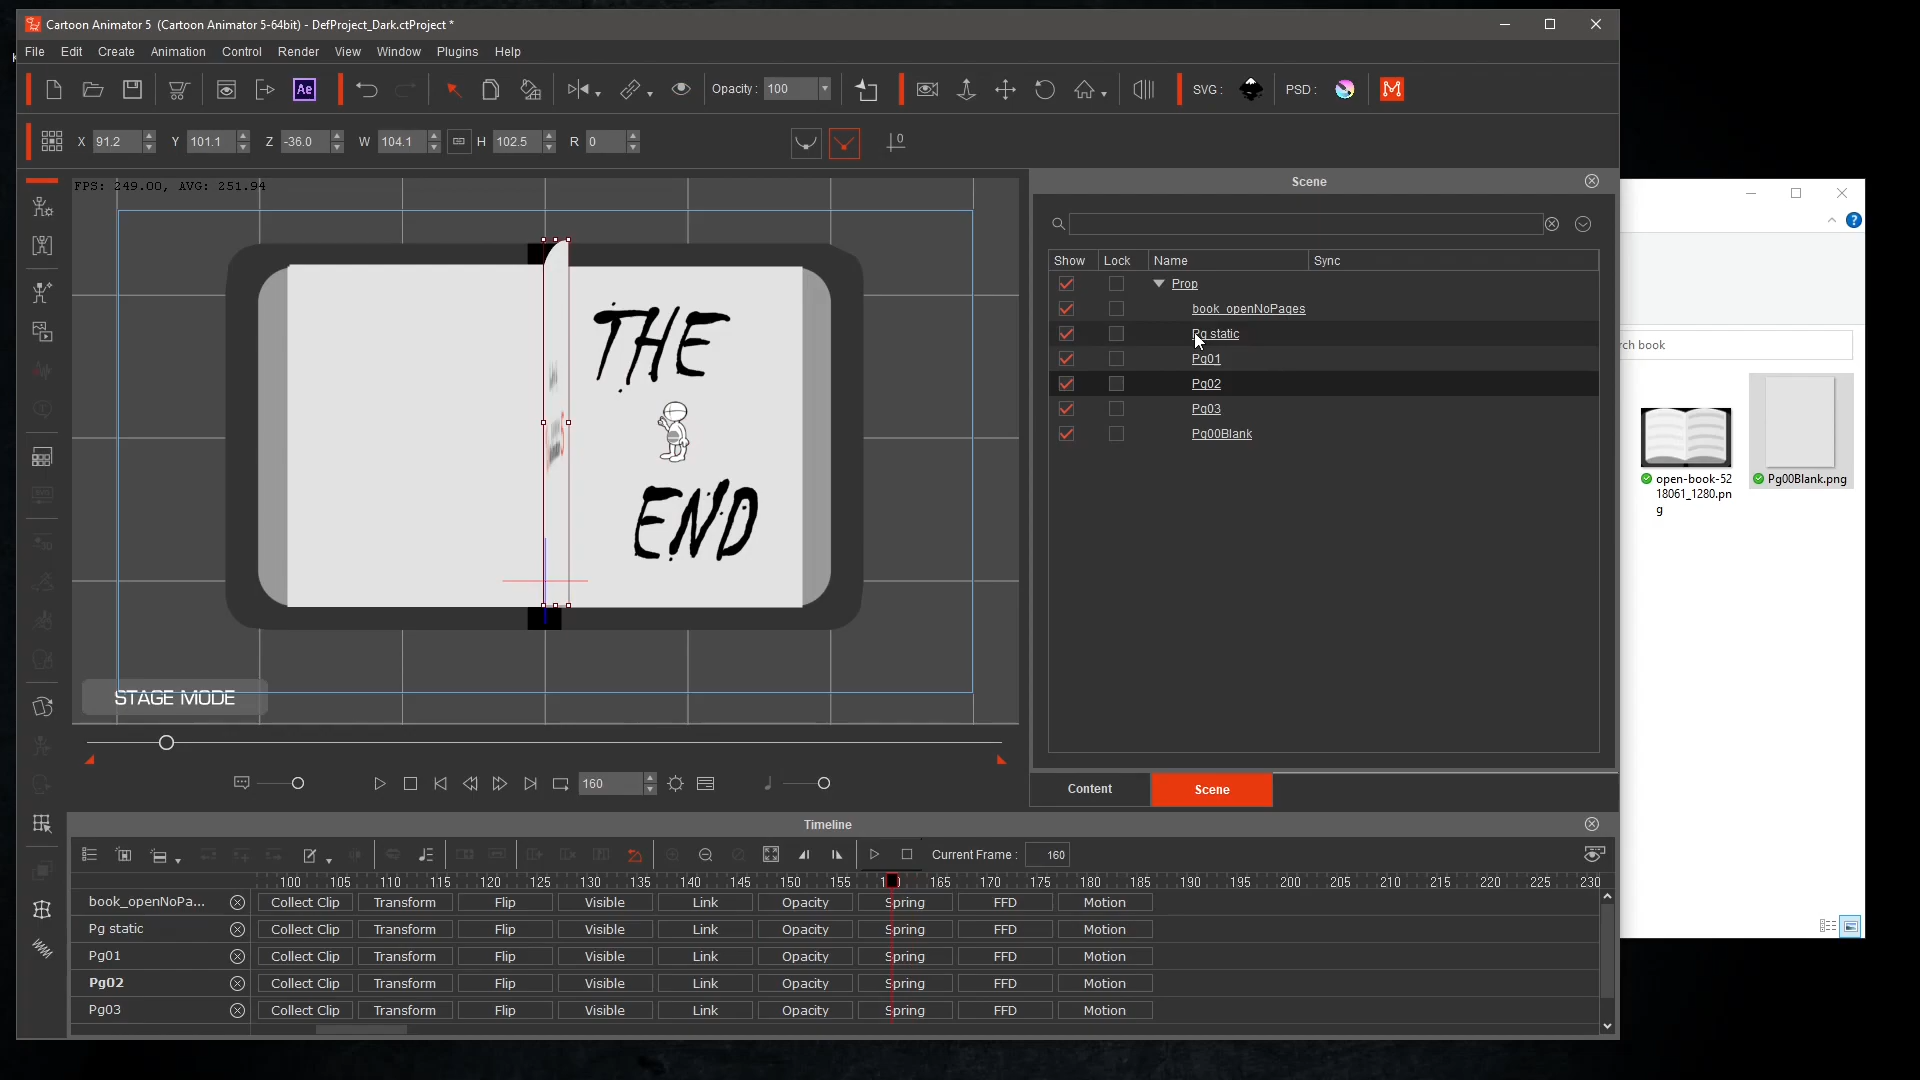 Cartoon Animator 5 (Cartoon Animator 5-64bit) - DefProject_Dark.ctProject *
File Edit Create Animation Control Render View Window Plugins Help
Ae Opacity : 100 SVG : PSD :
X 91.2 Y 101.1 Z -36.0 W 104.1 H 102.5 R 0 0
FPS: 249.00, AVG: 251.94
THE
END
STAGE MODE
160
Scene
Show Lock Name Sync
Prop
book_openNoPages
Pg static
Pg01
Pg02
Pg03
Pg00Blank
Content Scene
rch book
open-book-52
18061_1280.pn
g
Pg00Blank.png
Timeline
Current Frame : 160
100 105 110 115 120 125 130 135 140 145 150 155 165 170 175 180 185 190 195 200 205 210 215 220 225 230
book_openNoPa... Collect Clip Transform Flip Visible Link Opacity Spring FFD Motion
Pg static Collect Clip Transform Flip Visible Link Opacity Spring FFD Motion
Pg01 Collect Clip Transform Flip Visible Link Opacity Spring FFD Motion
Pg02 Collect Clip Transform Flip Visible Link Opacity Spring FFD Motion
Pg03 Collect Clip Transform Flip Visible Link Opacity Spring FFD Motion